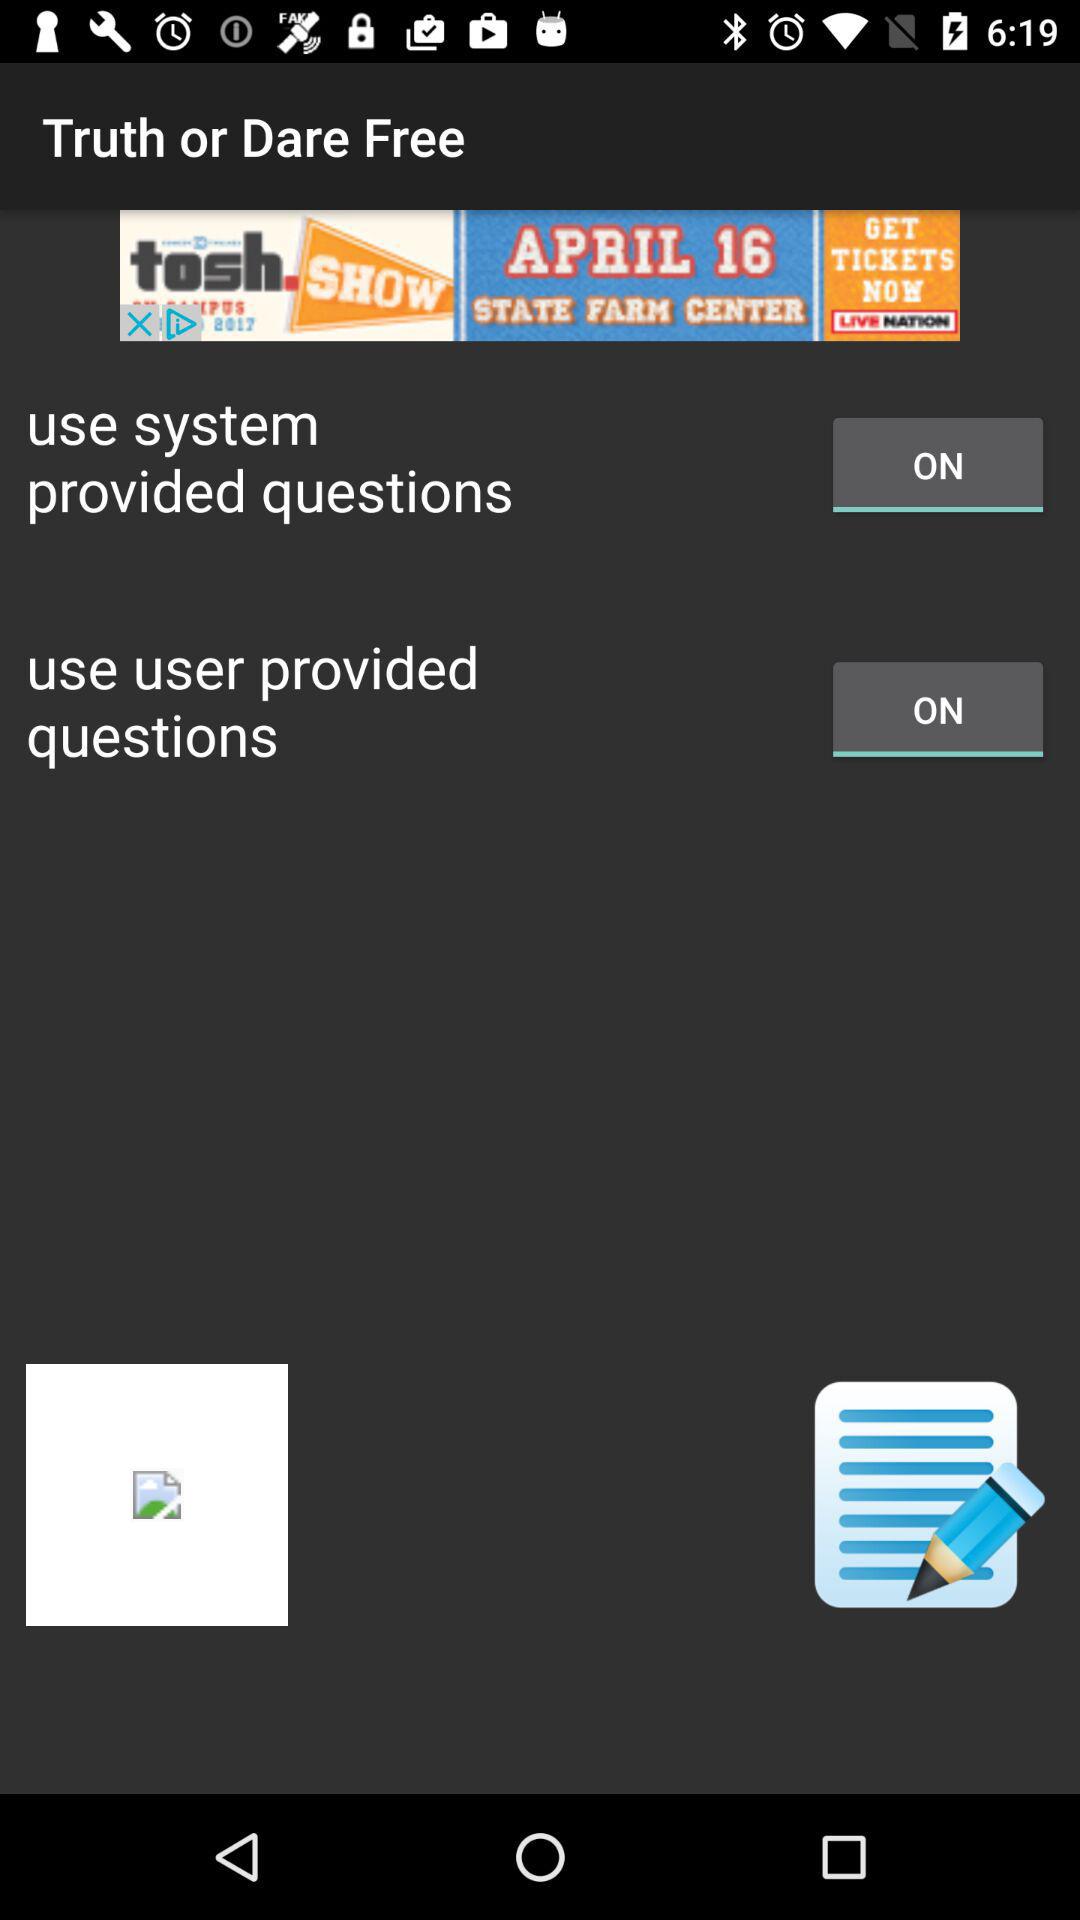 FAKE
6:19
Truth or Dare Free
tosh.SHOW
2017
APRIL 16
STATE FARM CENTER
GET
TICKETS
NOW
LIVE NATION
use system
provided questions
ON
use user provided
questions
ON